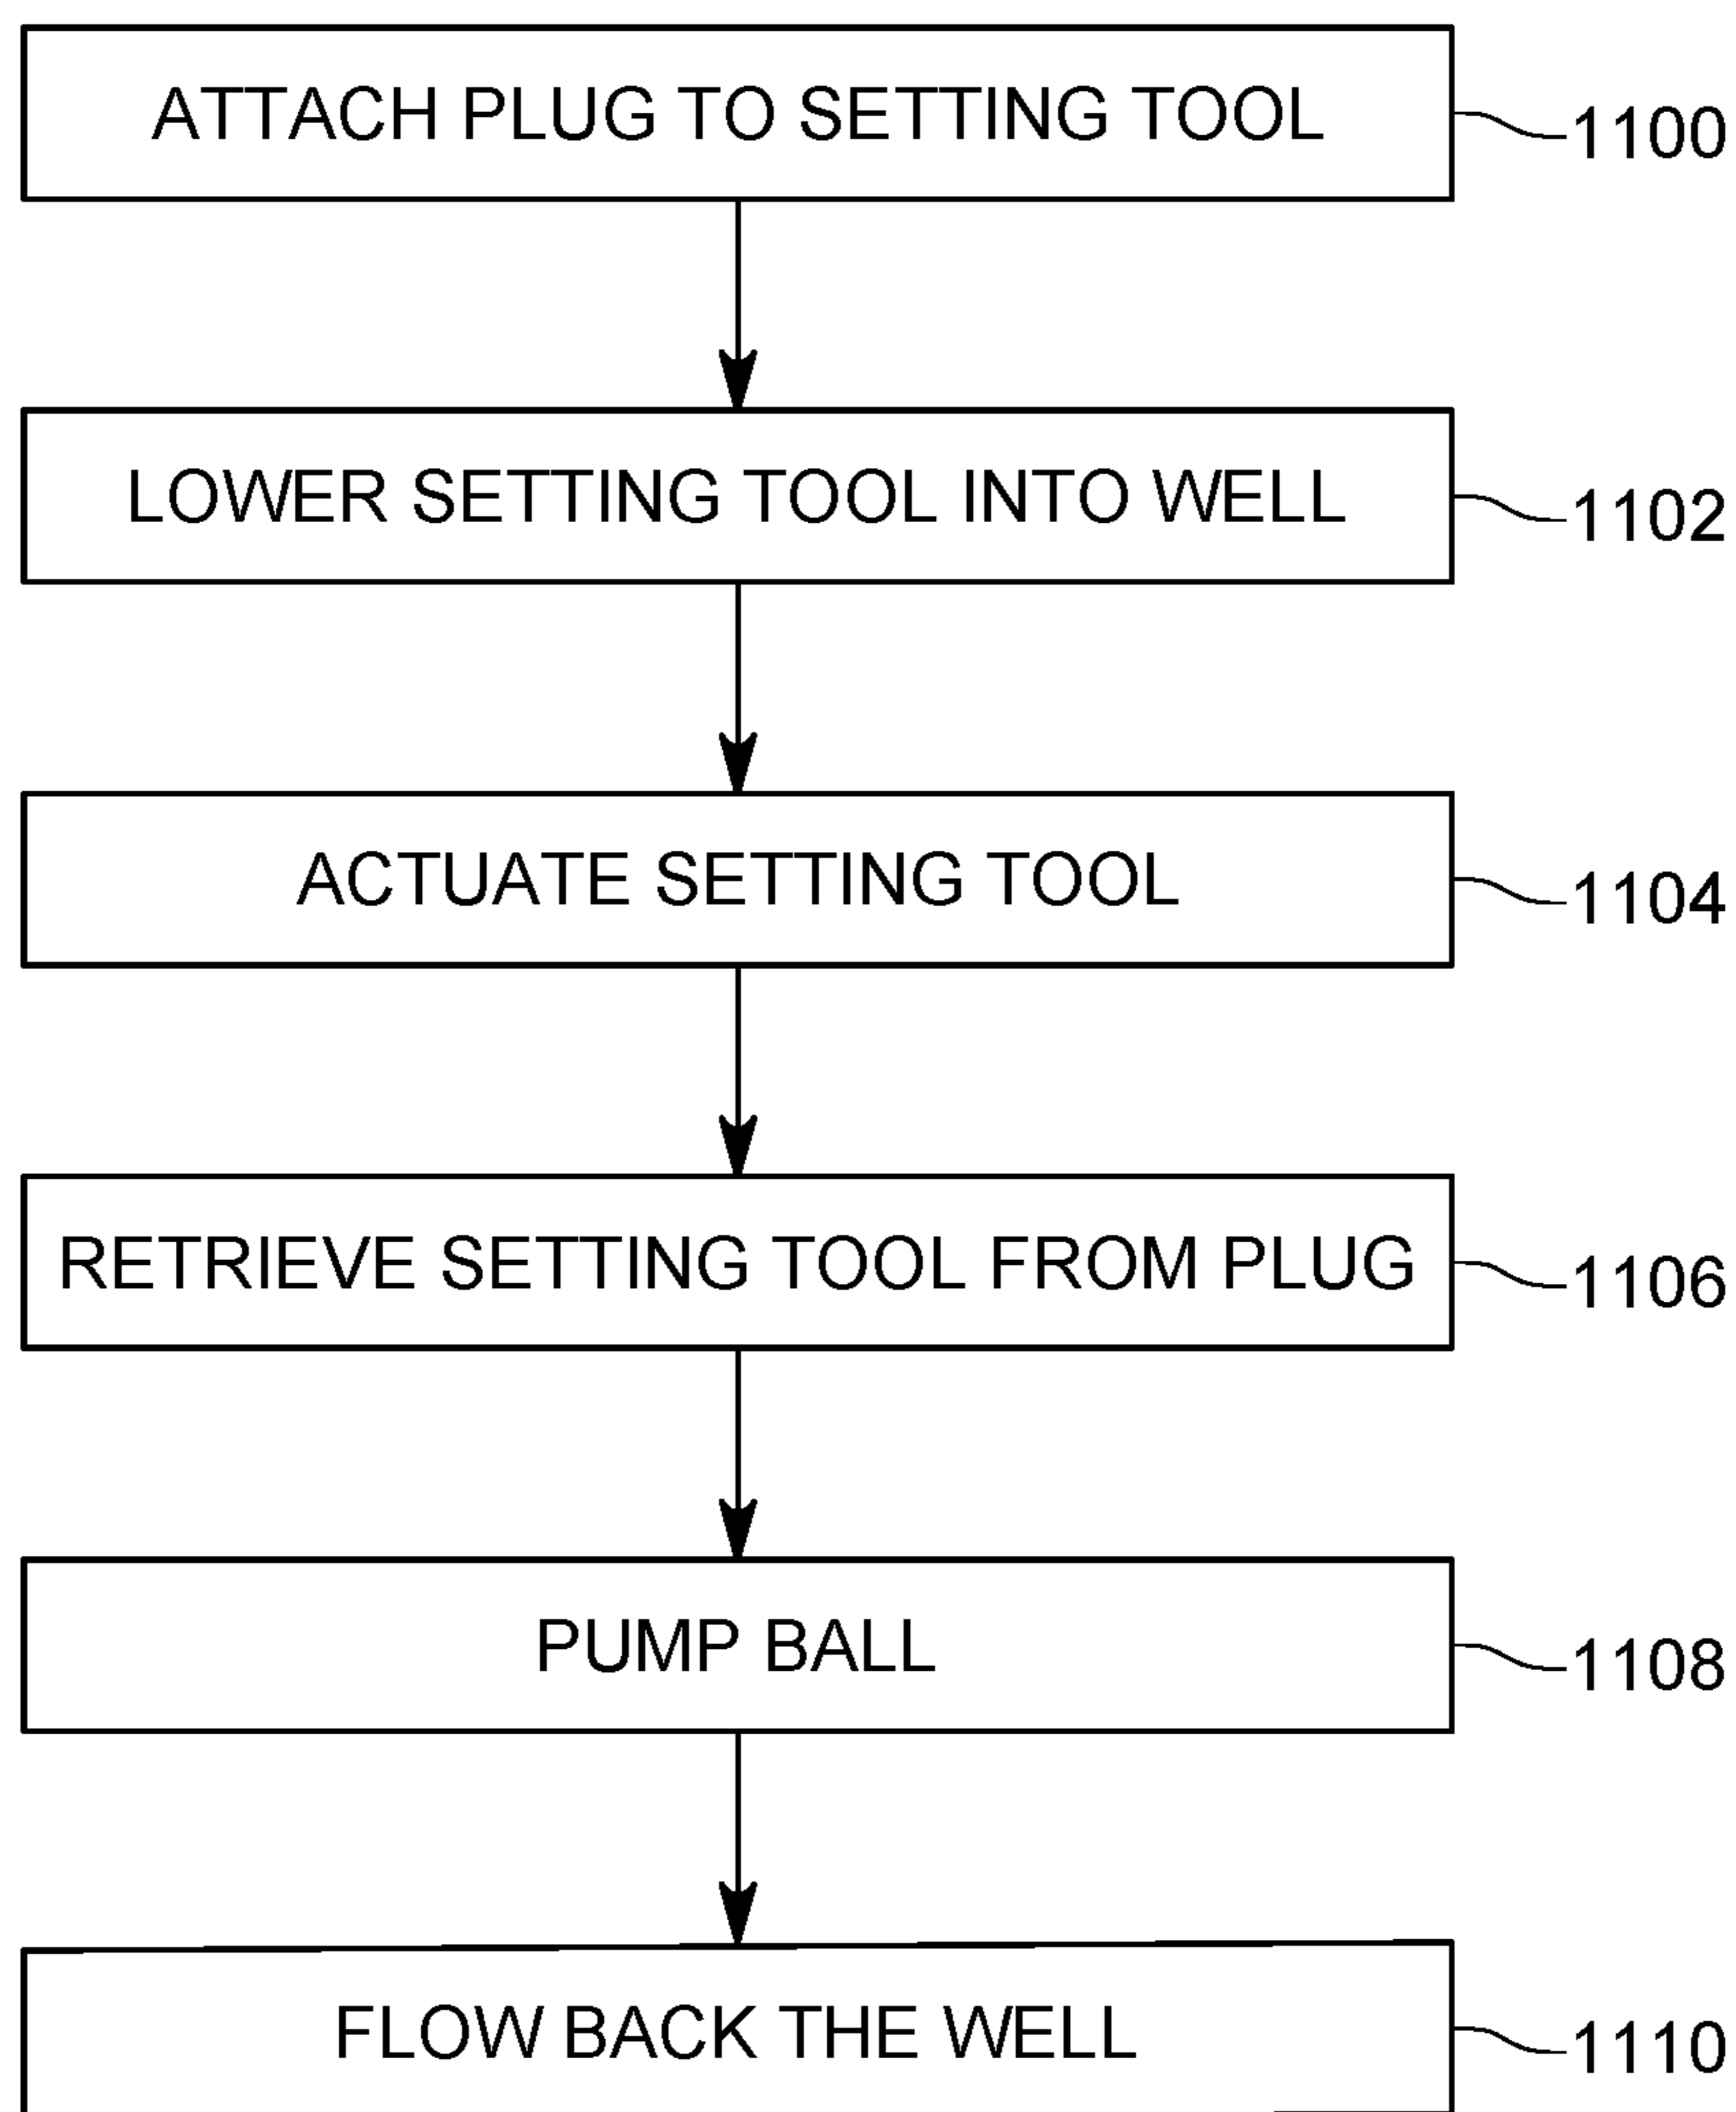 ATTACH PLUG TO SETTING TOOL 1100
LOWER SETTING TOOL INTO WELL 1102
ACTUATE SETTING TOOL 1104
RETRIEVE SETTING TOOL FROM PLUG 1106
PUMP BALL 1108
FLOW BACK THE WELL 1110